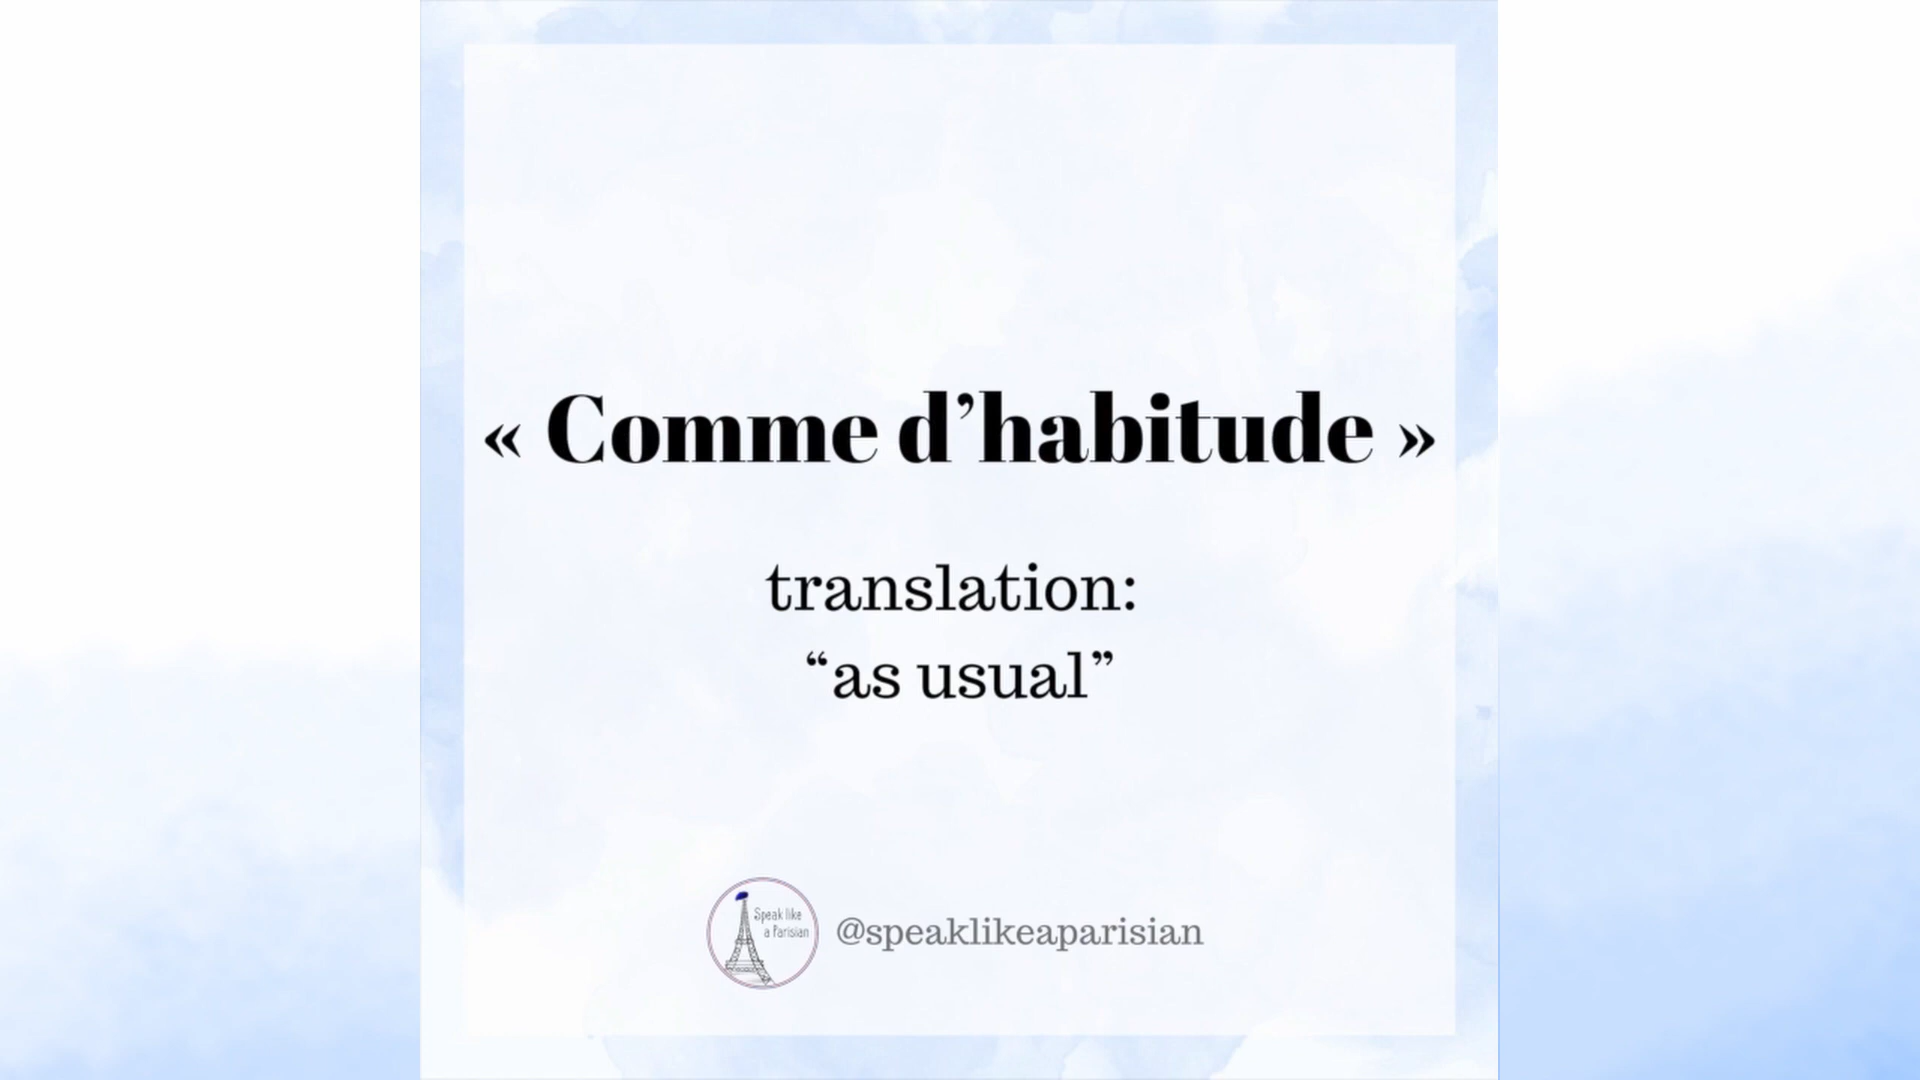 « Comme d’habitude »
translation:
“as usual”
Speak like
a Parisian
@speaklikeaparisian